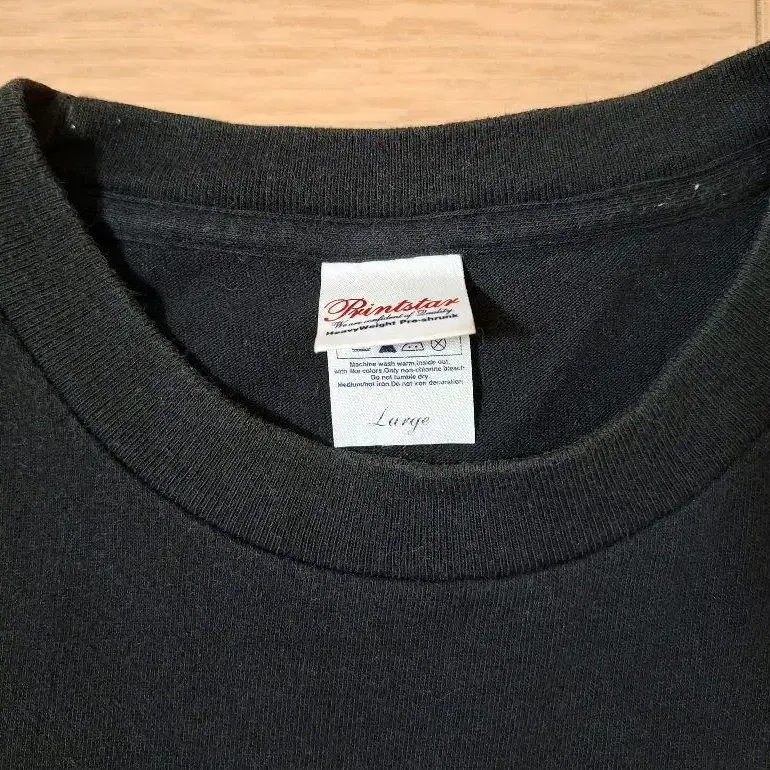 Printstar
We are confident of Quality
HeavyWeight Pre-shrunk
Machine wash warm,inside out,
with like colors.Only non-chlorine bleach.
Do not tumble dry.
Medium/hot iron.Do not icon decoration.
Large